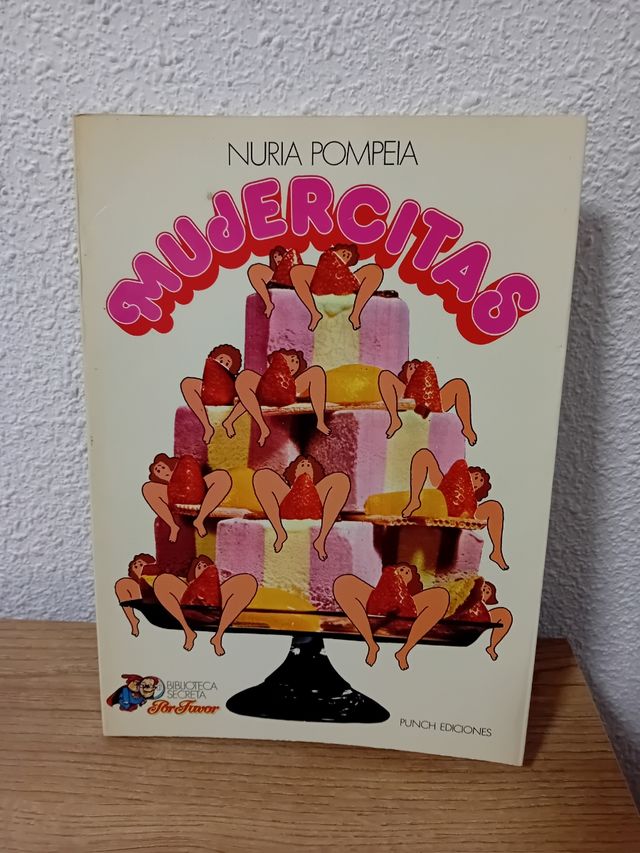 NURIA POMPEIA
MUJERCITAS
BIBLIOTECA
SECRETA
Por Favor
PUNCH EDICIONES